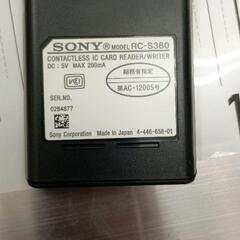 SONY® MODEL RC-S380
CONTACTLESS IC CARD READER/WRITER
DC : 5V MAX 200mA
総務省指定
第AC-12005号
SER.NO.
0284877
Sony Corporation Made in Japan 4-446-658-01